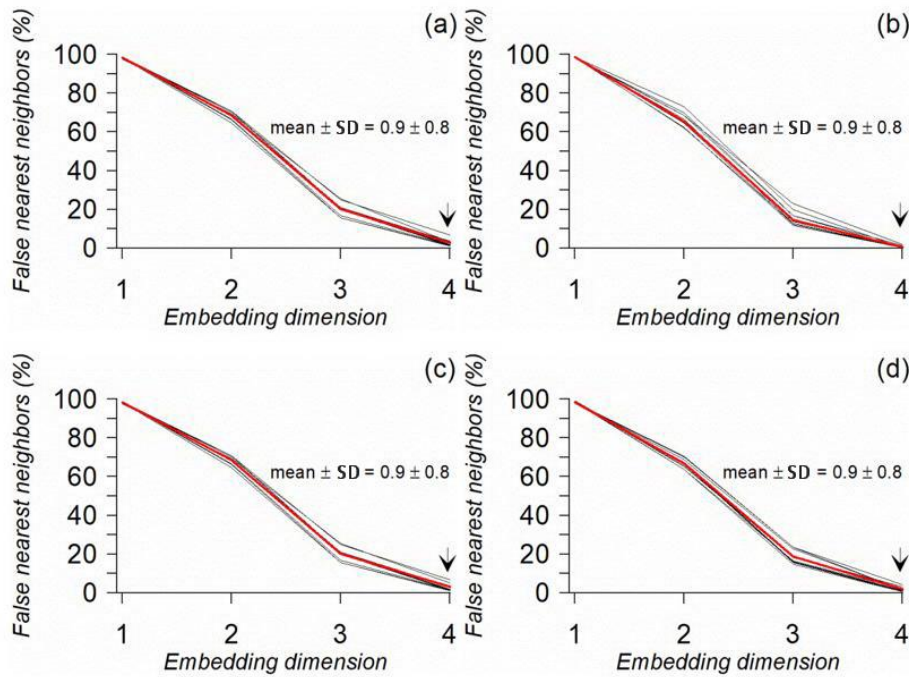 (a)
False nearest neighbors (%)
100
80
60
40
20
0
mean ± SD = 0.9 ± 0.8
1 2 3 4
Embedding dimension
(b)
False nearest neighbors (%)
100
80
60
40
20
0
mean ± SD = 0.9 ± 0.8
1 2 3 4
Embedding dimension
(c)
False nearest neighbors (%)
100
80
60
40
20
0
mean ± SD = 0.9 ± 0.8
1 2 3 4
Embedding dimension
(d)
False nearest neighbors (%)
100
80
60
40
20
0
mean ± SD = 0.9 ± 0.8
1 2 3 4
Embedding dimension